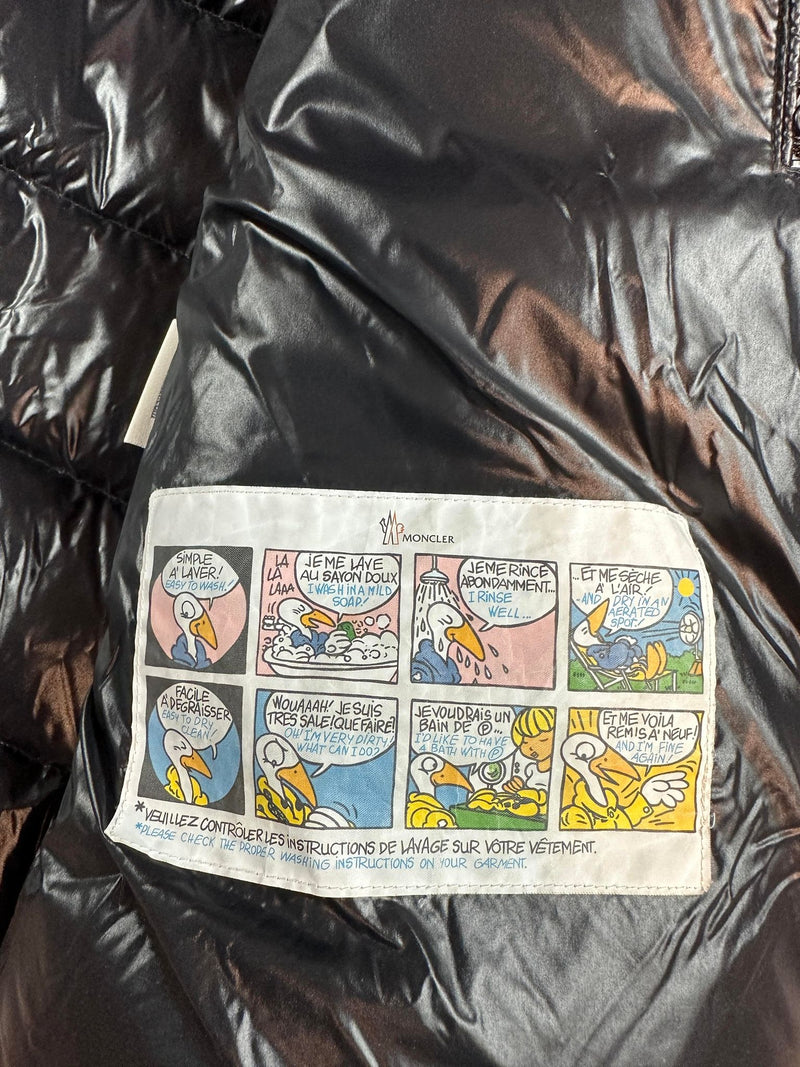 MONCLER
SIMPLE
A' LAVER!
EASY TO WASH!
LA
LA
LAAA
JE ME LAVE
AU SAVON DOUX
I WASH IN A MILD
SOAP!
JE ME RINCE
ABONDAMMENT...
I RINSE
WELL...
...ET ME SÈCHE
À L'AIR.
-AND DRY IN AN
AERATED
SPOT!
FACILE
A' DÉGRAISSER
EASY TO DRY
CLEAN!
WOUAAAH! JE SUIS
TRES SALE! QUE FAIRE?
OH! I'M VERY DIRTY!
WHAT CAN I DO?
JE VOUDRAIS UN
BAIN DE Ⓟ...
I'D LIKE TO HAVE
A BATH WITH Ⓟ
ET ME VOILA
REMIS A' NEUF!
AND I'M FINE
AGAIN!
*VEUILLEZ CONTRÔLER LES INSTRUCTIONS DE LAVAGE SUR VÔTRE VÊTEMENT.
*PLEASE CHECK THE PROPER WASHING INSTRUCTIONS ON YOUR GARMENT.